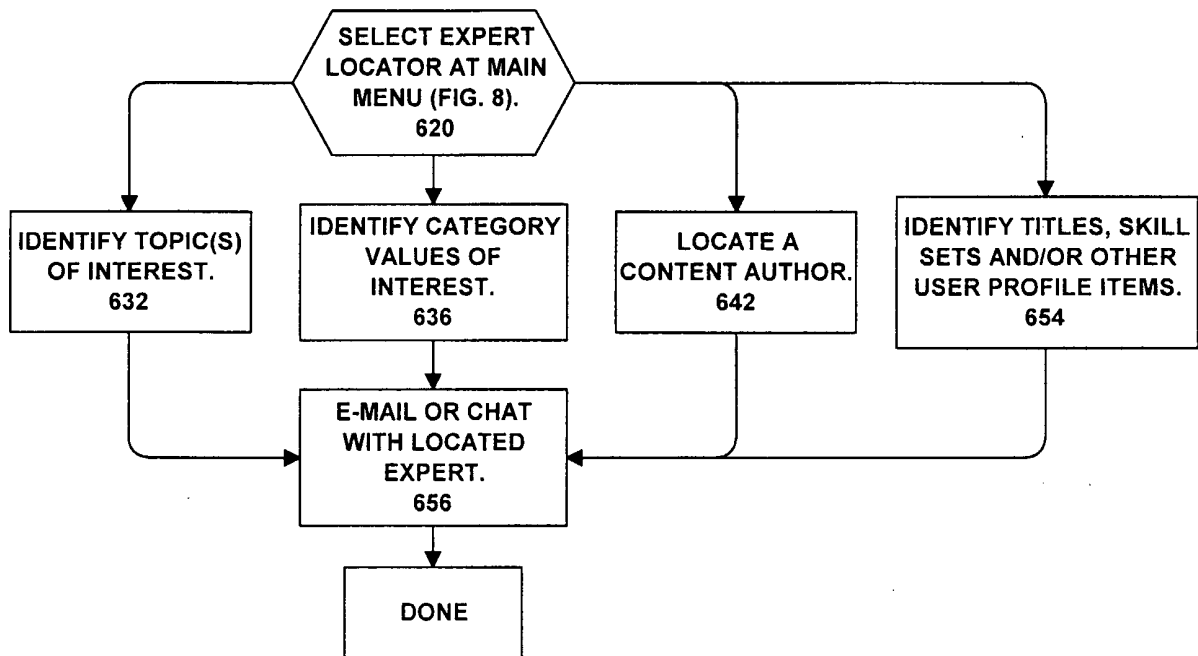 SELECT EXPERT
LOCATOR AT MAIN
MENU (FIG. 8).
620
IDENTIFY TOPIC(S)
OF INTEREST.
632
IDENTIFY CATEGORY
VALUES OF
INTEREST.
636
LOCATE A
CONTENT AUTHOR.
642
IDENTIFY TITLES, SKILL
SETS AND/OR OTHER
USER PROFILE ITEMS.
654
E-MAIL OR CHAT
WITH LOCATED
EXPERT.
656
DONE